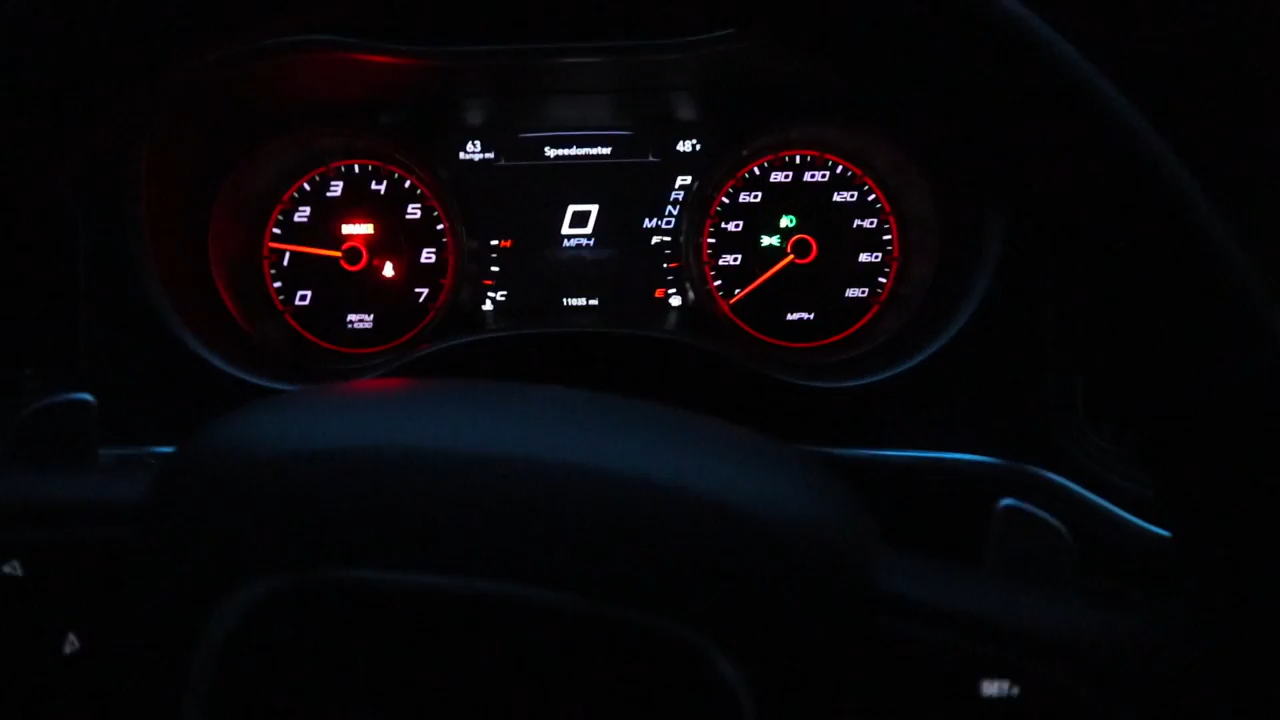 63
Range mi
Speedometer
48°F
P
R
N
M/D
0
MPH
H
C
F
E
11035 mi
0
1
2
3
4
5
6
7
BRAKE
RPM
x1000
20
40
60
80
100
120
140
160
180
MPH
SET